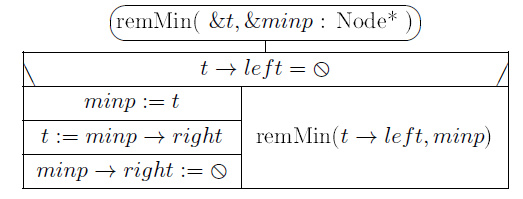 remMin( &t, &minp : Node* )
t → left = ⦸
minp := t
t := minp → right
minp → right := ⦸
remMin(t → left, minp)